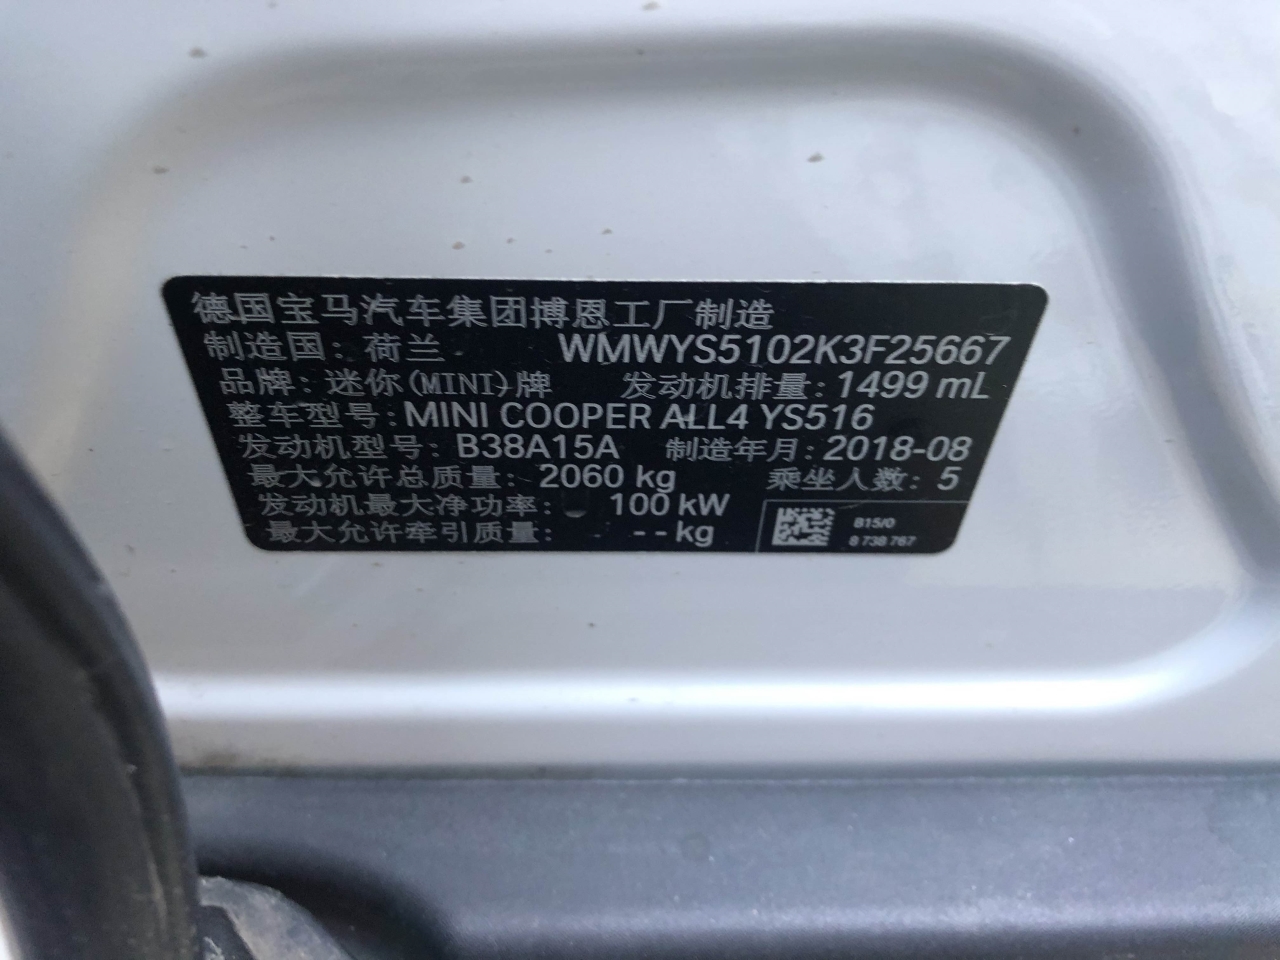 德国宝马汽车集团博恩工厂制造
制造国: 荷兰 WMWYS5102K3F25667
品牌: 迷你(MINI)牌 发动机排量: 1499 mL
整车型号: MINI COOPER ALL4 YS516
发动机型号: B38A15A 制造年月: 2018-08
最大允许总质量: 2060 kg 乘坐人数: 5
发动机最大净功率: 100 kW
最大允许牵引质量: - - kg
B15/0
8 738 767